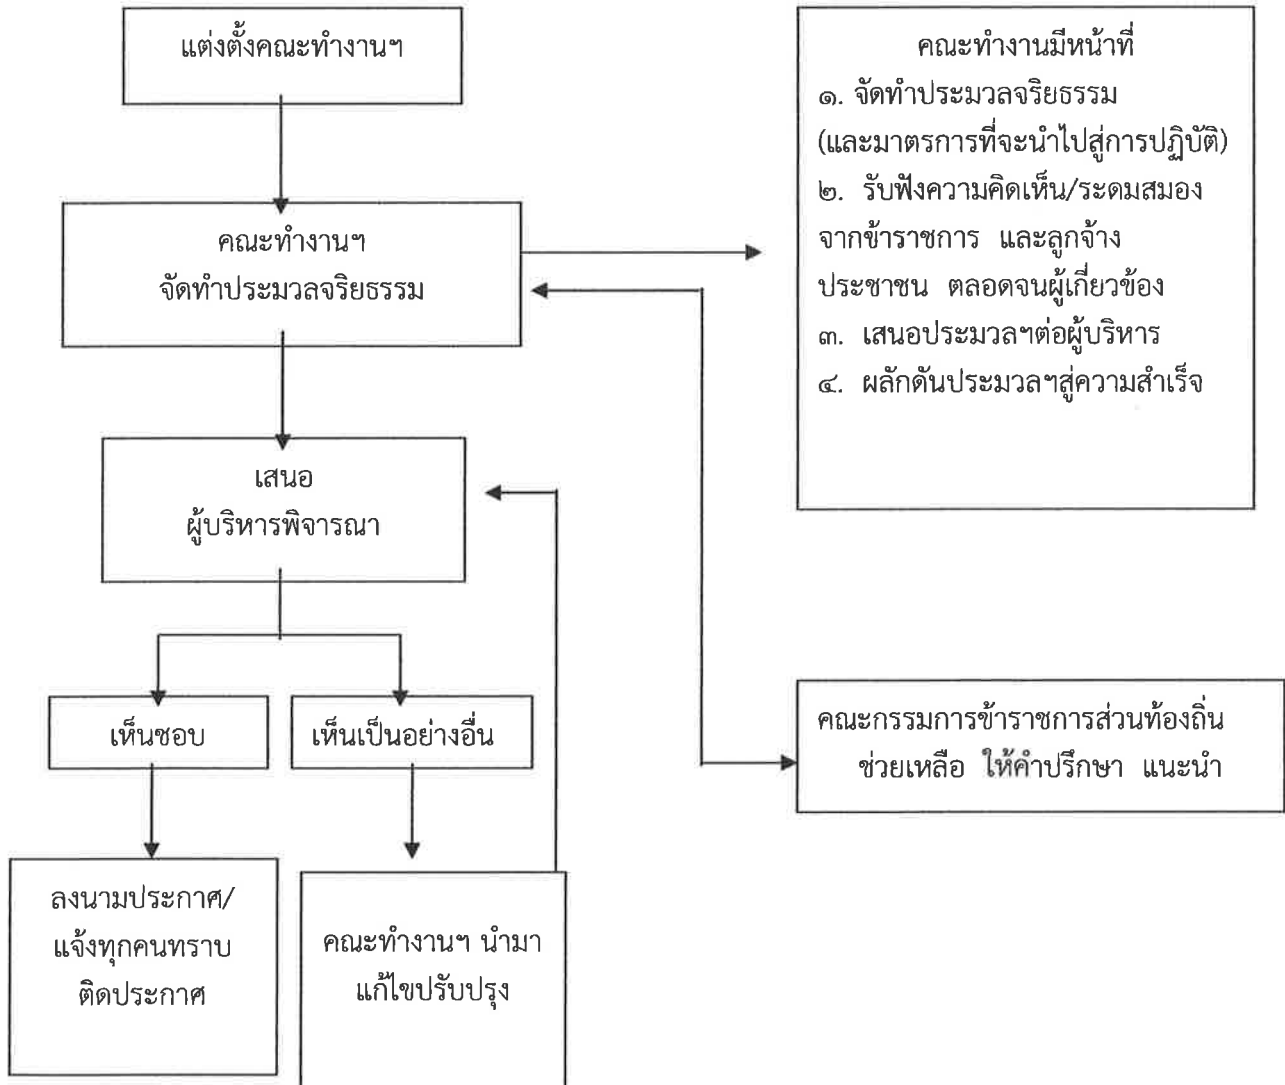 แต่งตั้งคณะทำงานฯ
คณะทำงานฯ
จัดทำประมวลจริยธรรม
คณะทำงานมีหน้าที่
๑. จัดทำประมวลจริยธรรม
(และมาตรการที่จะนำไปสู่การปฏิบัติ)
๒. รับฟังความคิดเห็น/ระดมสมอง
จากข้าราชการ และลูกจ้าง
ประชาชน ตลอดจนผู้เกี่ยวข้อง
๓. เสนอประมวลฯต่อผู้บริหาร
๔. ผลักดันประมวลฯสู่ความสำเร็จ
เสนอ
ผู้บริหารพิจารณา
เห็นชอบ
เห็นเป็นอย่างอื่น
คณะกรรมการข้าราชการส่วนท้องถิ่น
ช่วยเหลือ ให้คำปรึกษา แนะนำ
ลงนามประกาศ/
แจ้งทุกคนทราบ
ติดประกาศ
คณะทำงานฯ นำมา
แก้ไขปรับปรุง